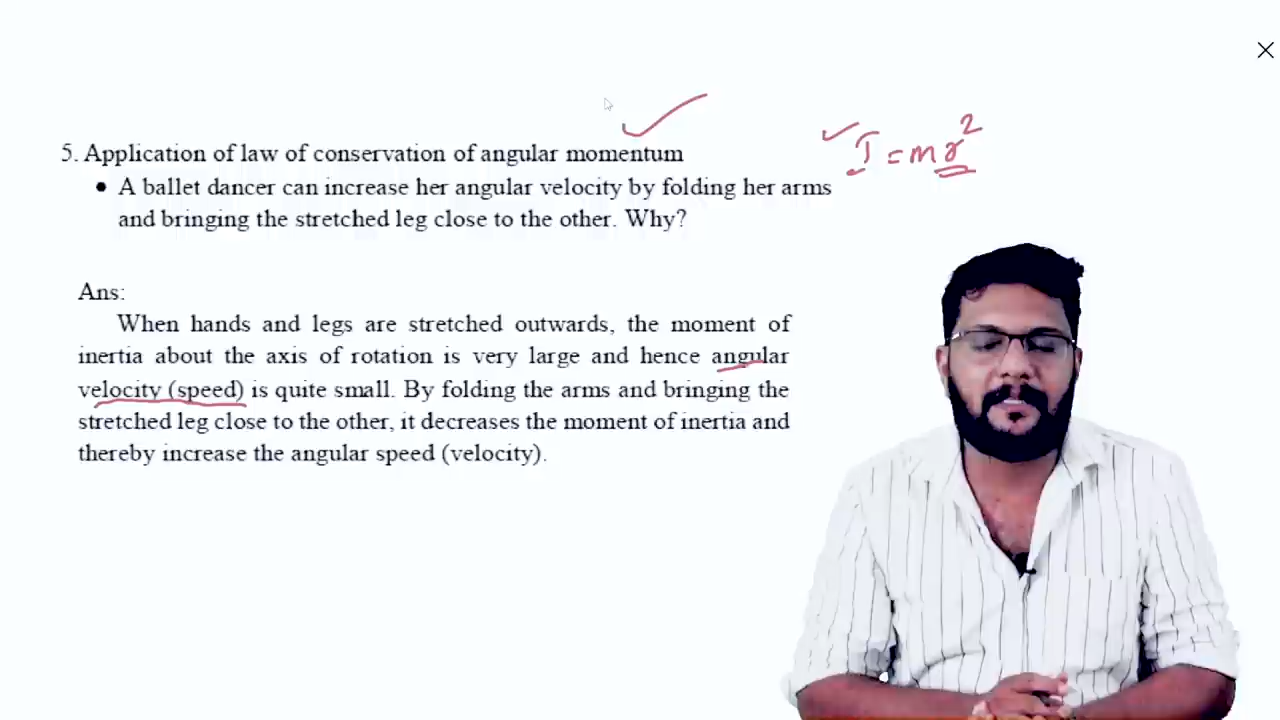 5. Application of law of conservation of angular momentum
I = mr²
• A ballet dancer can increase her angular velocity by folding her arms
and bringing the stretched leg close to the other. Why?
Ans:
When hands and legs are stretched outwards, the moment of
inertia about the axis of rotation is very large and hence angular
velocity (speed) is quite small. By folding the arms and bringing the
stretched leg close to the other, it decreases the moment of inertia and
thereby increase the angular speed (velocity).